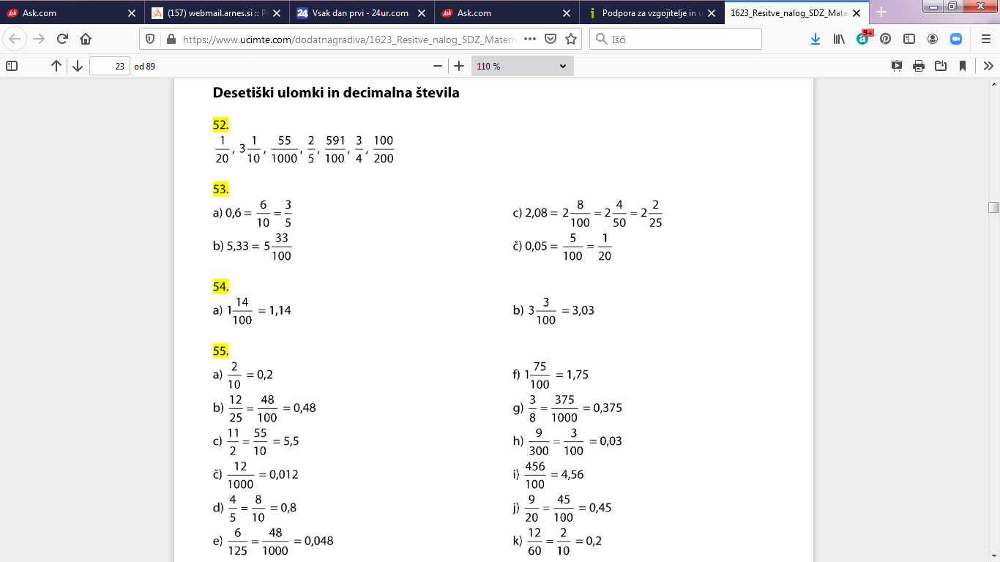 Ask.com
(157) webmail.arnes.si :: P
Vsak dan prvi - 24ur.com
Ask.com
Podpora za vzgojitelje in u
1623_Resitve_nalog_SDZ_Mate
https://www.ucimte.com/dodatnagradiva/1623_Resitve_nalog_SDZ_Matem
Išči
9+
23 od 89
110 %
Desetiški ulomki in decimalna števila
52.
1/20, 3 1/10, 55/1000, 2/5, 591/100, 3/4, 100/200
53.
a) 0,6 = 6/10 = 3/5
c) 2,08 = 2 8/100 = 2 4/50 = 2 2/25
b) 5,33 = 5 33/100
č) 0,05 = 5/100 = 1/20
54.
a) 1 14/100 = 1,14
b) 3 3/100 = 3,03
55.
a) 2/10 = 0,2
f) 1 75/100 = 1,75
b) 12/25 = 48/100 = 0,48
g) 3/8 = 375/1000 = 0,375
c) 11/2 = 55/10 = 5,5
h) 9/300 = 3/100 = 0,03
č) 12/1000 = 0,012
i) 456/100 = 4,56
d) 4/5 = 8/10 = 0,8
j) 9/20 = 45/100 = 0,45
e) 6/125 = 48/1000 = 0,048
k) 12/60 = 2/10 = 0,2